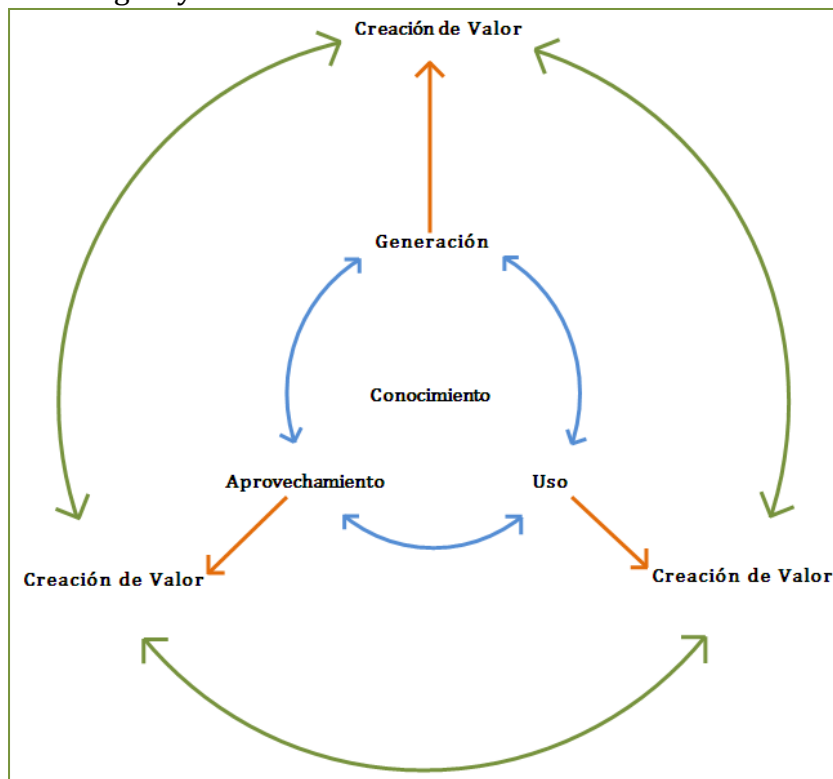 Creación de Valor
Generación
Conocimiento
Aprovechamiento
Uso
Creación de Valor
Creación de Valor